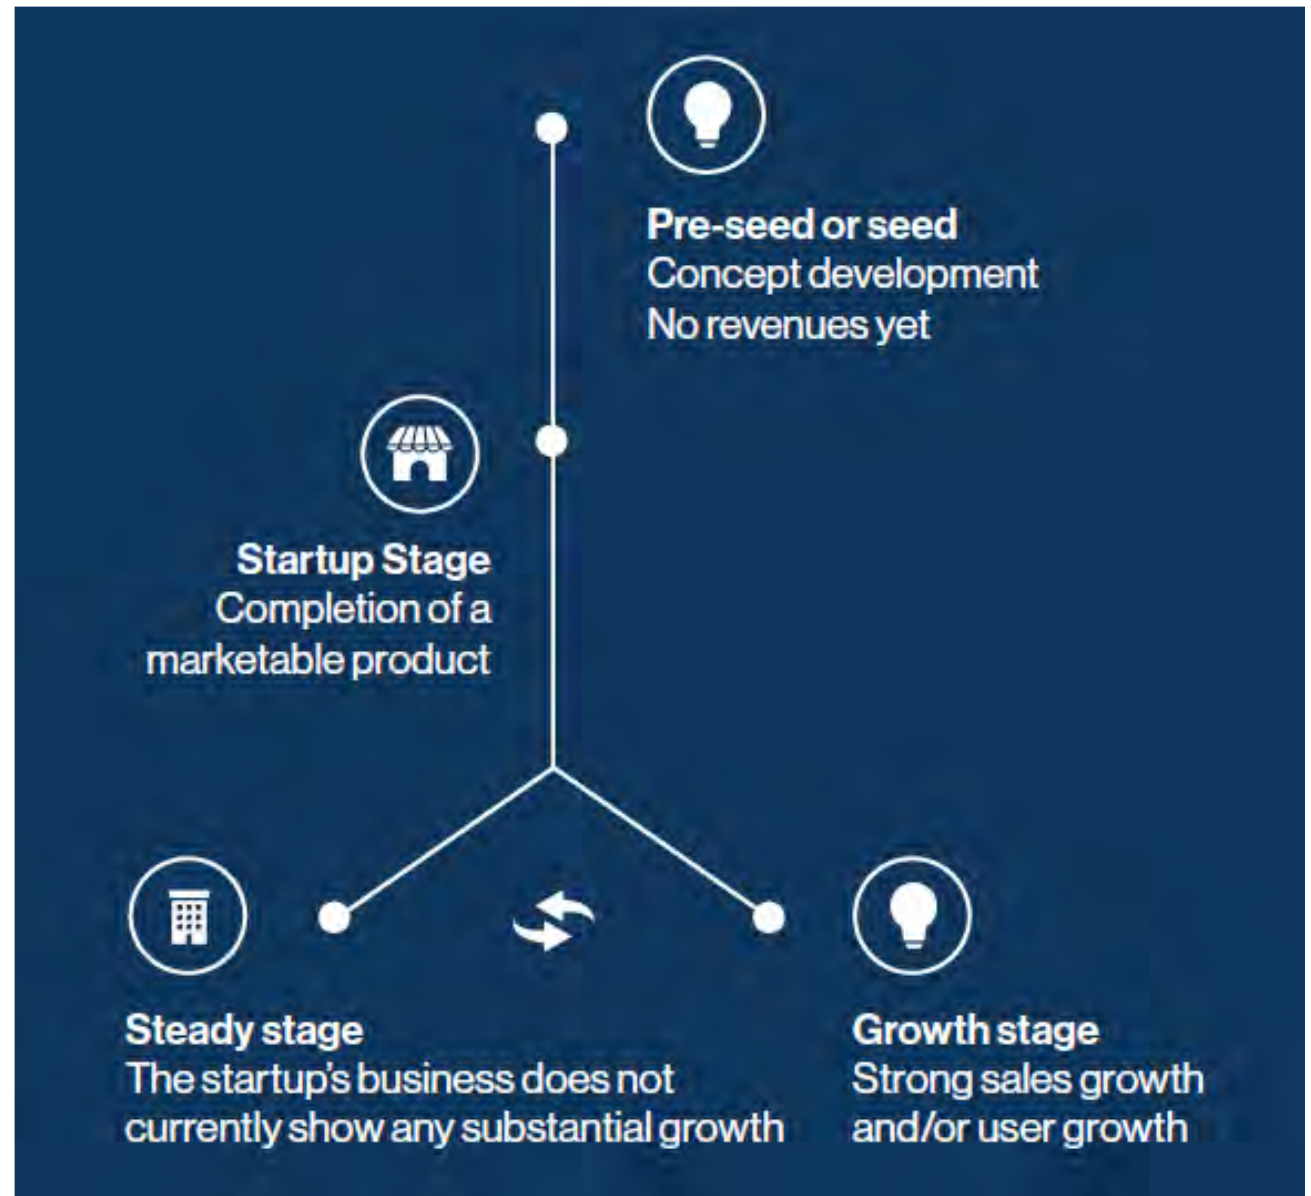 Pre-seed or seed
Concept development
No revenues yet
Startup Stage
Completion of a
marketable product
Steady stage
The startup's business does not
currently show any substantial growth
Growth stage
Strong sales growth
and/or user growth